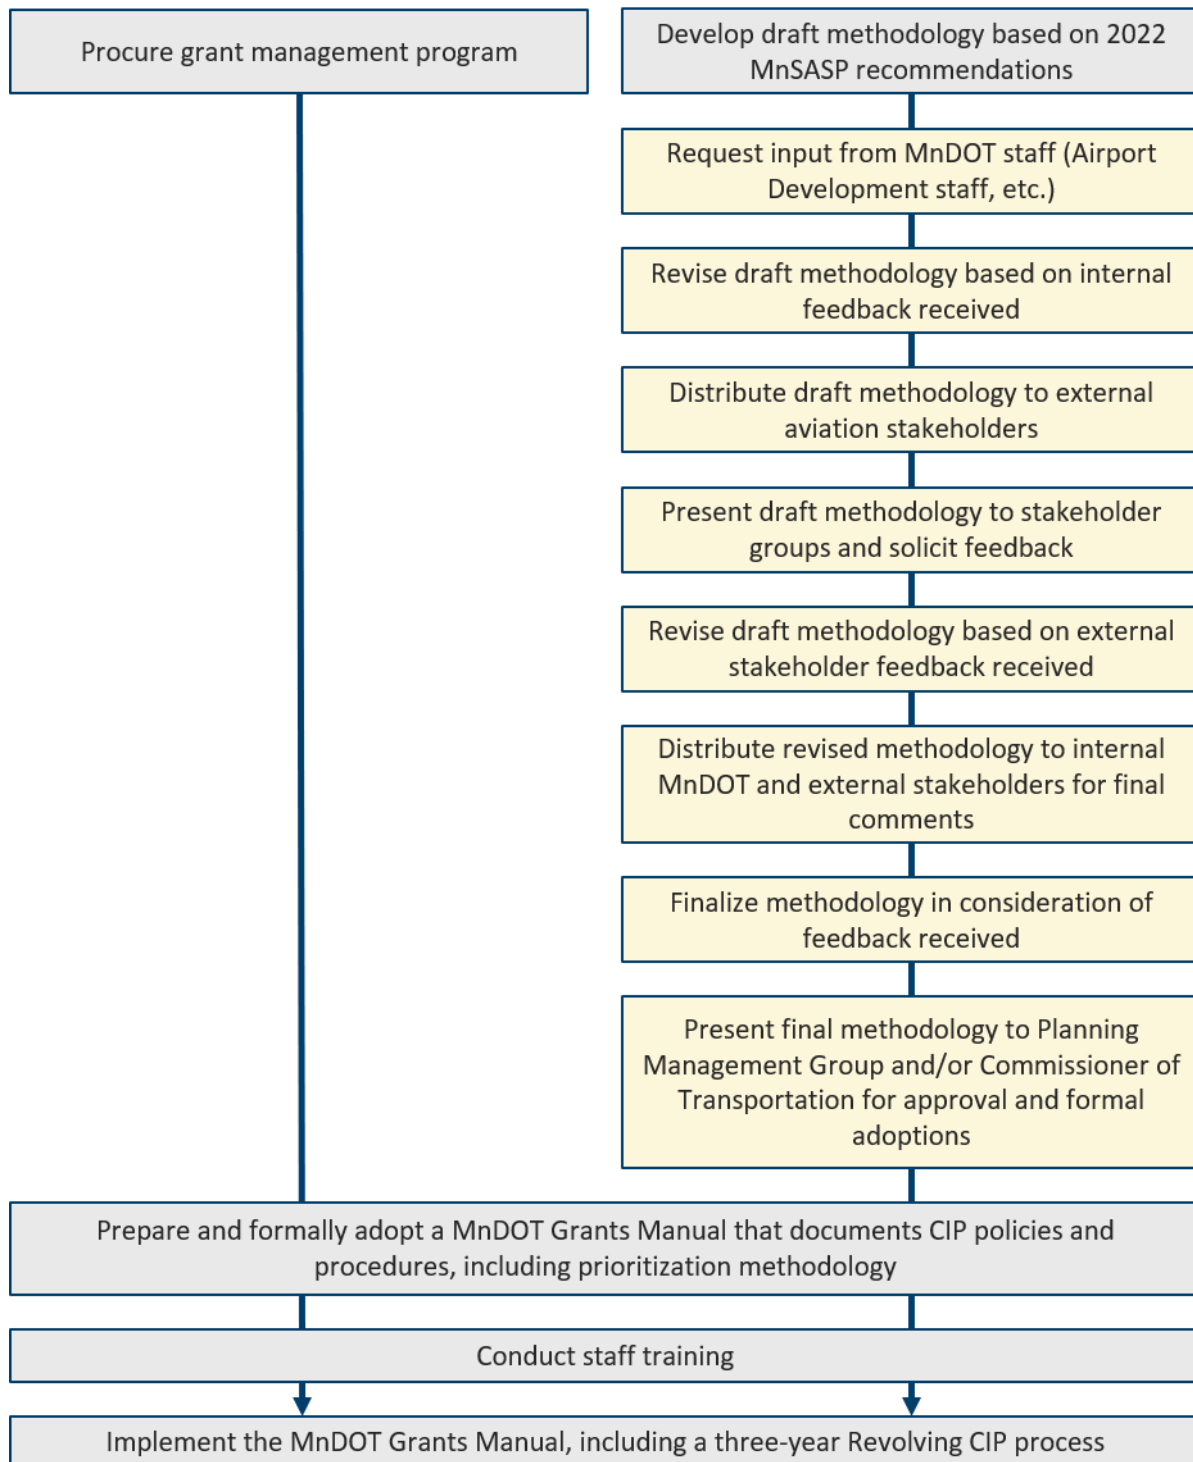 Procure grant management program
Develop draft methodology based on 2022
MnSASP recommendations
Request input from MnDOT staff (Airport
Development staff, etc.)
Revise draft methodology based on internal
feedback received
Distribute draft methodology to external
aviation stakeholders
Present draft methodology to stakeholder
groups and solicit feedback
Revise draft methodology based on external
stakeholder feedback received
Distribute revised methodology to internal
MnDOT and external stakeholders for final
comments
Finalize methodology in consideration of
feedback received
Present final methodology to Planning
Management Group and/or Commissioner of
Transportation for approval and formal
adoptions
Prepare and formally adopt a MnDOT Grants Manual that documents CIP policies and
procedures, including prioritization methodology
Conduct staff training
Implement the MnDOT Grants Manual, including a three-year Revolving CIP process